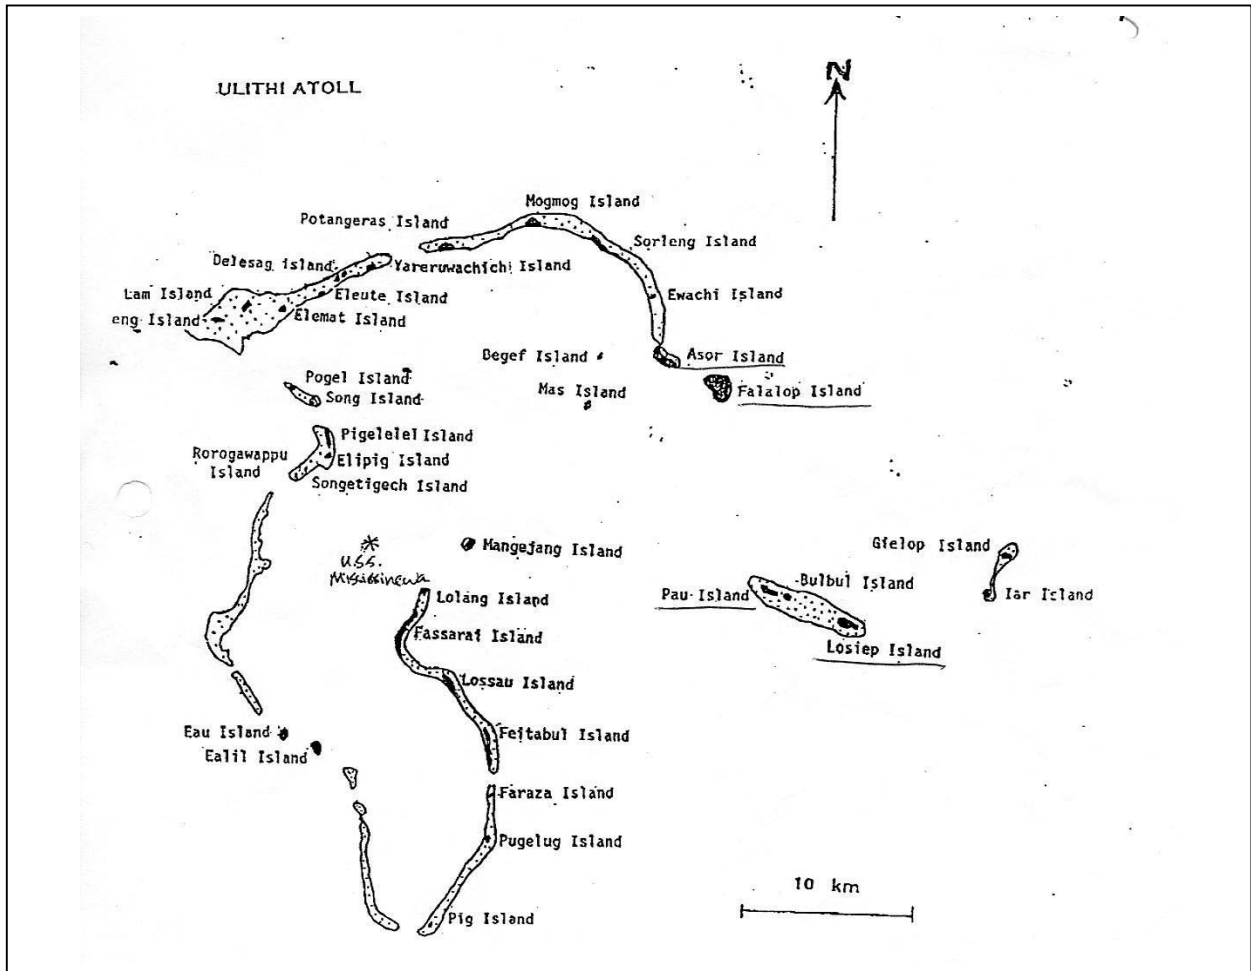 ULITHI ATOLL
N
Mogmog Island
Potangeras Island
Sorleng Island
Delesag island
Yareruwachichi Island
Lam Island
Eleute Island
Ewachi Island
eng Island
Elemat Island
Begef Island
Asor Island
Pogel Island
Mas Island
Falalop Island
Song Island
Pigelelel Island
Rorogawappu
Island
Elipig Island
Songetigech Island
U.S.S.
Mississinewa
Mangejang Island
Gielop Island
Bulbul Island
Pau Island
Iar Island
Lolang Island
Fassarai Island
Losiep Island
Lossau Island
Eau Island
Feitabul Island
Ealil Island
Faraza Island
Pugelug Island
10 km
Pig Island